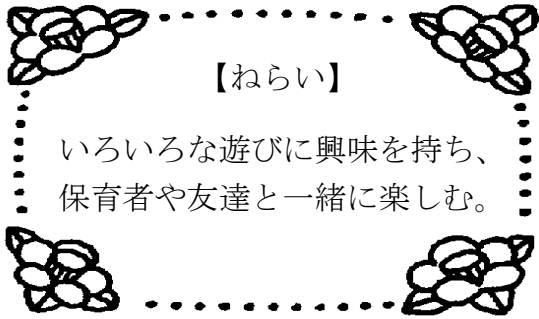 【ねらい】
いろいろな遊びに興味を持ち、
保育者や友達と一緒に楽しむ。